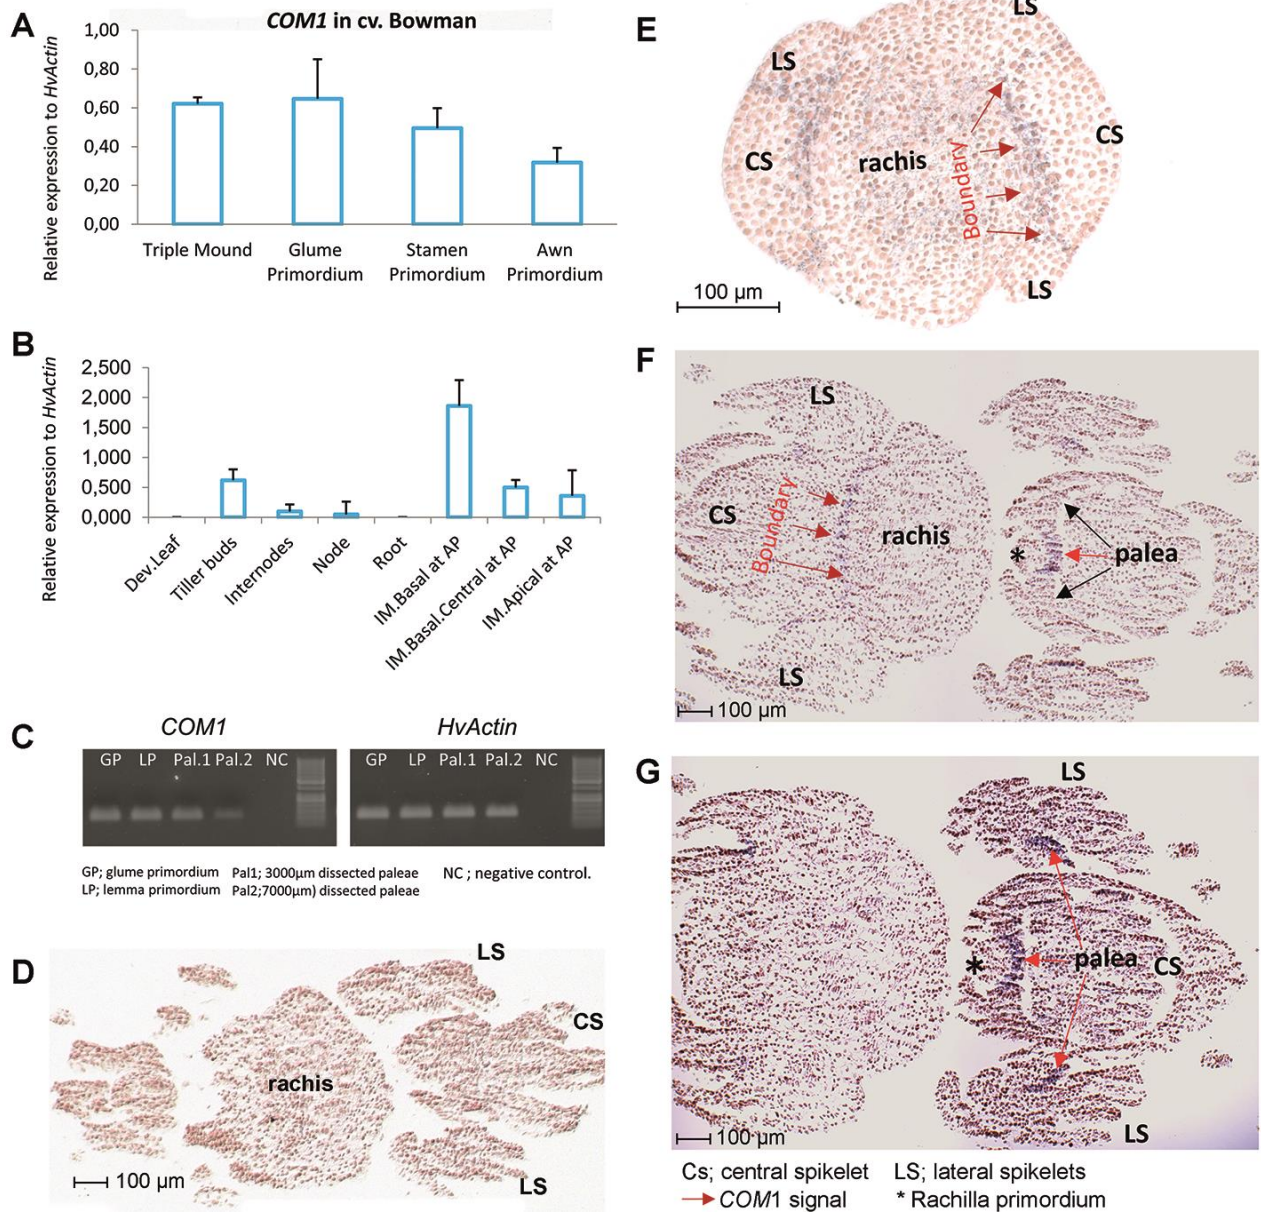 A
COM1 in cv. Bowman
Relative expression to HvActin
1,00
0,80
0,60
0,40
0,20
0,00
Triple Mound
Glume Primordium
Stamen Primordium
Awn Primordium
B
Relative expression to HvActin
2,500
2,000
1,500
1,000
0,500
0,000
Dev.Leaf
Tiller buds
Internodes
Node
Root
IM.Basal at AP
IM.Basal.Central at AP
IM.Apical at AP
C
COM1
HvActin
GP LP Pal.1 Pal.2 NC
GP LP Pal.1 Pal.2 NC
GP; glume primordium Pal1; 3000µm dissected paleae NC ; negative control.
LP; lemma primordium Pal2;7000µm) dissected paleae
D
LS
CS
rachis
LS
100 µm
E
LS
LS
CS
CS
rachis
Boundary
LS
100 µm
F
LS
CS
Boundary
rachis
*
palea
LS
100 µm
G
LS
*
palea
CS
LS
100 µm
Cs; central spikelet LS; lateral spikelets
COM1 signal * Rachilla primordium